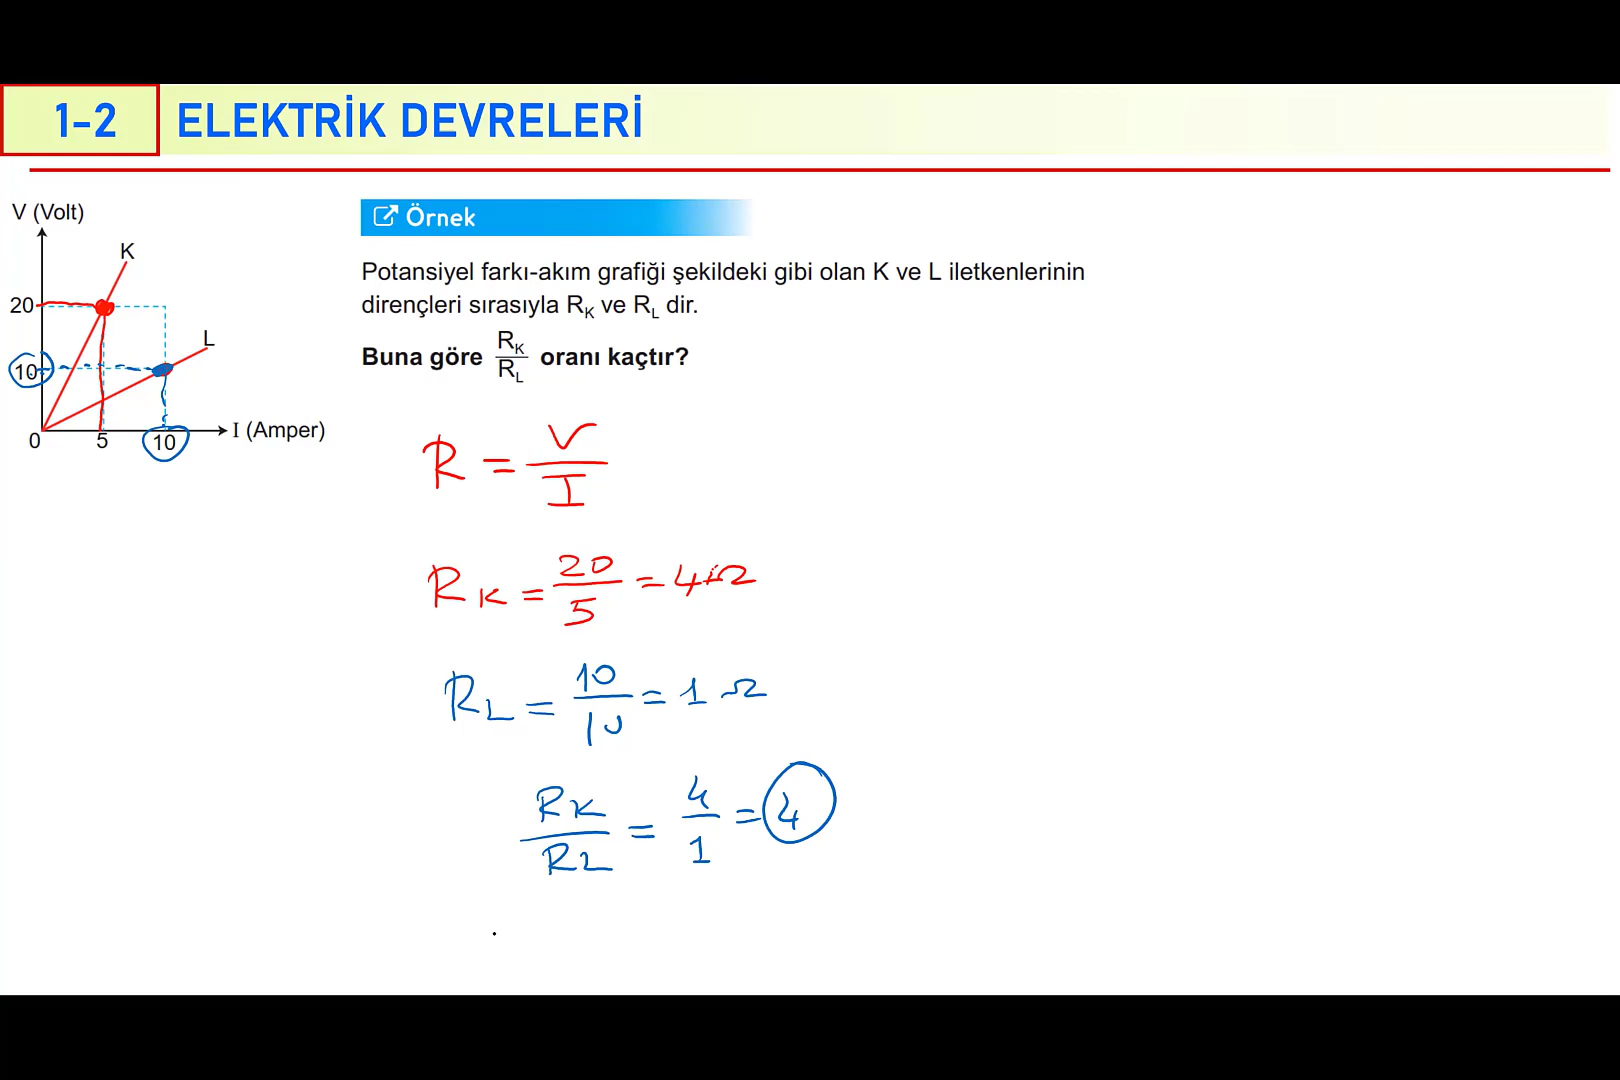 1-2 ELEKTRİK DEVRELERİ
V (Volt)
K
20
L
10
0 5 10 I (Amper)
Örnek
Potansiyel farkı-akım grafiği şekildeki gibi olan K ve L iletkenlerinin
dirençleri sırasıyla RK ve RL dir.
Buna göre RK/RL oranı kaçtır?
R = V/I
RK = 20/5 = 4Ω
RL = 10/10 = 1 Ω
RK/RL = 4/1 = 4